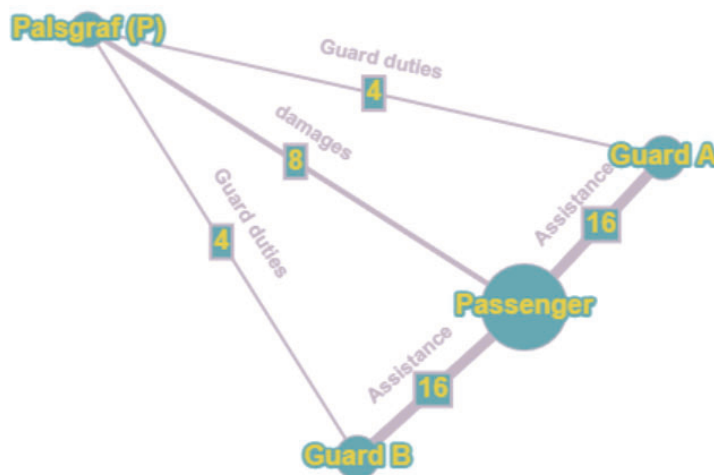 Palsgraf (P)
Guard duties
4
damages
8
Guard A
Assistance
16
Guard duties
4
Passenger
Assistance
16
Guard B